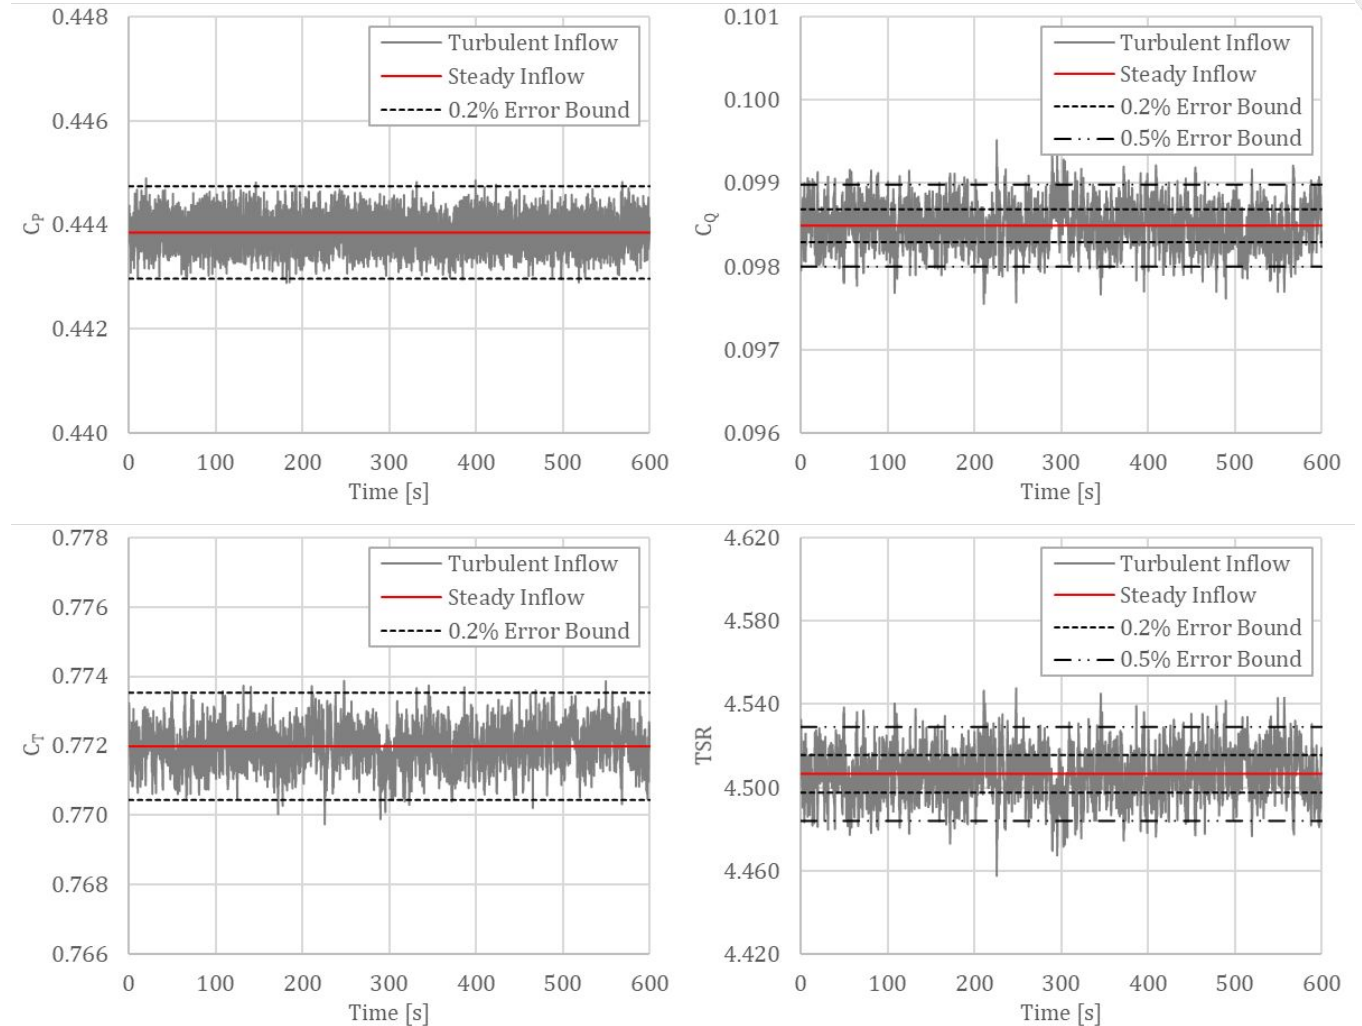 0.448
0.446
0.444
0.442
0.440
C_P
Turbulent Inflow
Steady Inflow
0.2% Error Bound
0 100 200 300 400 500 600
Time [s]
0.101
0.100
0.099
0.098
0.097
0.096
C_Q
Turbulent Inflow
Steady Inflow
0.2% Error Bound
0.5% Error Bound
0 100 200 300 400 500 600
Time [s]
0.778
0.776
0.774
0.772
0.770
0.768
0.766
C_T
Turbulent Inflow
Steady Inflow
0.2% Error Bound
0 100 200 300 400 500 600
Time [s]
4.620
4.580
4.540
4.500
4.460
4.420
TSR
Turbulent Inflow
Steady Inflow
0.2% Error Bound
0.5% Error Bound
0 100 200 300 400 500 600
Time [s]